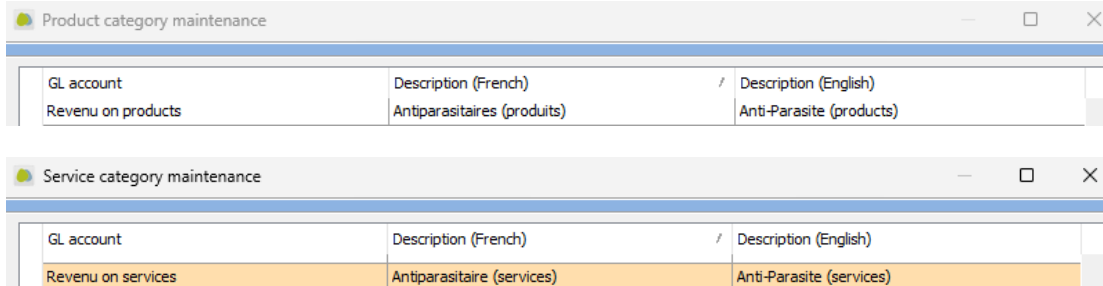 Product category maintenance
GL account Description (French) Description (English)
Revenu on products Antiparasitaires (produits) Anti-Parasite (products)
Service category maintenance
GL account Description (French) Description (English)
Revenu on services Antiparasitaire (services) Anti-Parasite (services)